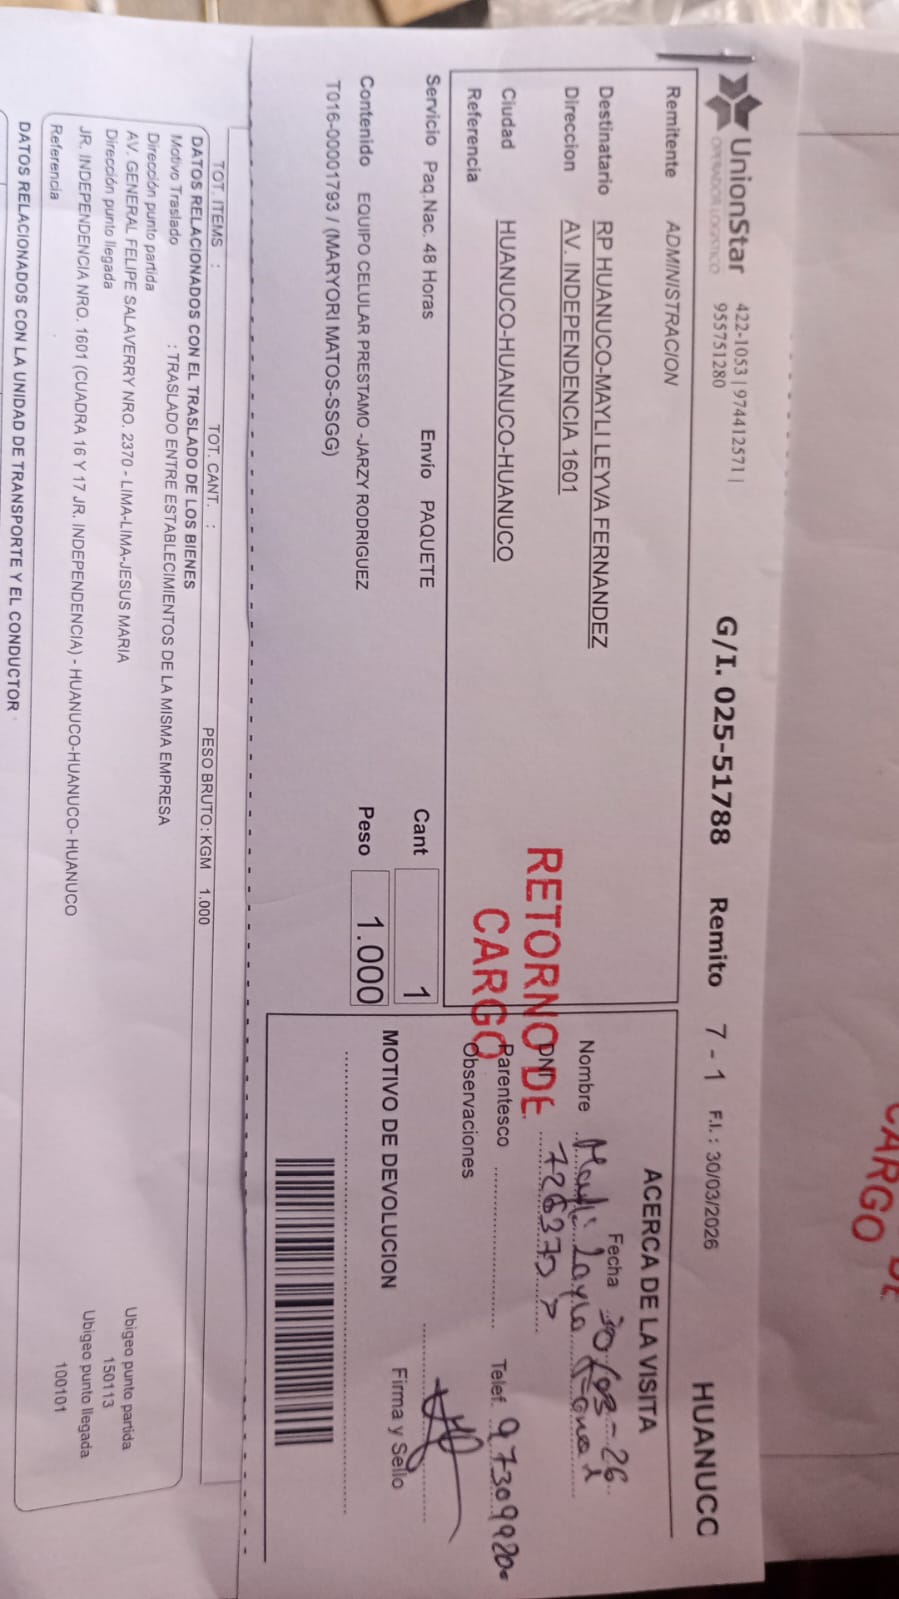 UnionStar
OPERADOR LOGISTICO
422-1053 | 974412571 |
955751280
G/I. 025-51788 Remito 7 - 1 F.I. : 30/03/2026 HUANUCC
Remitente ADMINISTRACION
Destinatario RP HUANUCO-MAYLI LEYVA FERNANDEZ
Direccion AV. INDEPENDENCIA 1601
Ciudad HUANUCO-HUANUCO-HUANUCO
Referencia
Servicio Paq.Nac. 48 Horas Envío PAQUETE Cant 1
Contenido EQUIPO CELULAR PRESTAMO -JARZY RODRIGUEZ Peso 1.000
T016-00001793 / (MARYORI MATOS-SSGG)
RETORNO DE
CARGO
ACERCA DE LA VISITA
Fecha 30/03-26
Nombre
DNI
Parentesco Telef.
Observaciones
MOTIVO DE DEVOLUCION Firma y Sello
TOT. ITEMS : TOT. CANT. : PESO BRUTO: KGM 1.000
DATOS RELACIONADOS CON EL TRASLADO DE LOS BIENES
Motivo Traslado : TRASLADO ENTRE ESTABLECIMIENTOS DE LA MISMA EMPRESA
Dirección punto partida Ubigeo punto partida
AV. GENERAL FELIPE SALAVERRY NRO. 2370 - LIMA-LIMA-JESUS MARIA 150113
Dirección punto llegada Ubigeo punto llegada
JR. INDEPENDENCIA NRO. 1601 (CUADRA 16 Y 17 JR. INDEPENDENCIA) - HUANUCO-HUANUCO- HUANUCO 100101
Referencia
DATOS RELACIONADOS CON LA UNIDAD DE TRANSPORTE Y EL CONDUCTOR
DE
CARGO